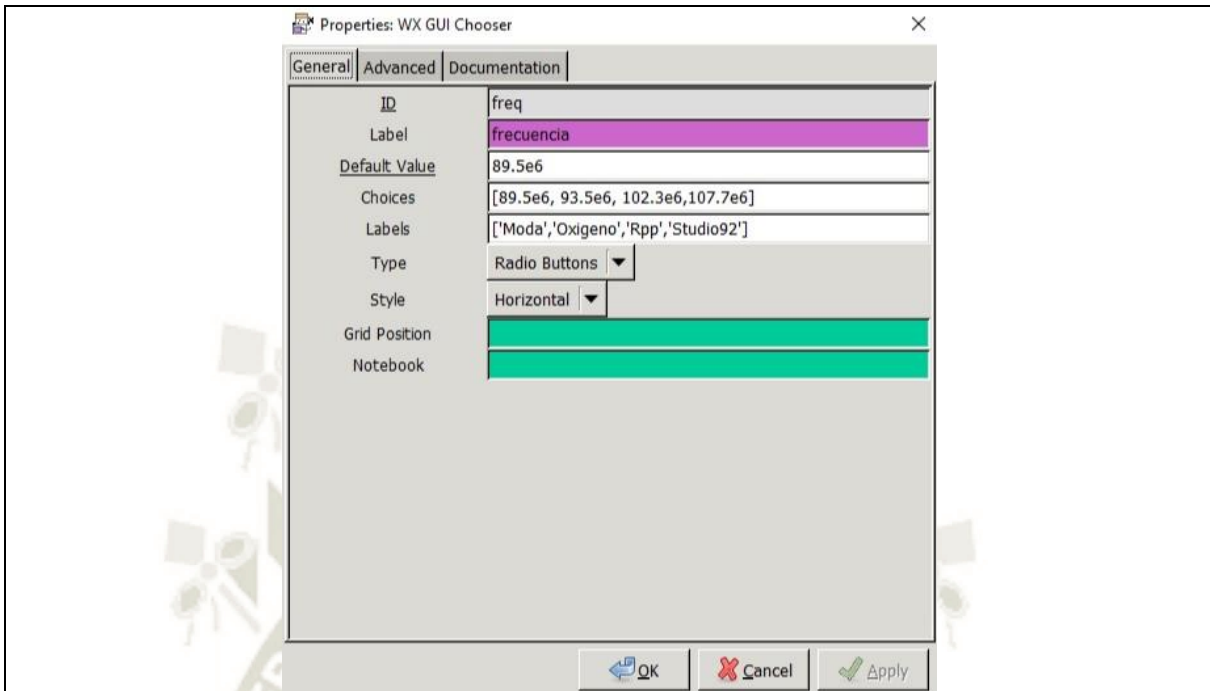 Properties: WX GUI Chooser
General Advanced Documentation
ID freq
Label frecuencia
Default Value 89.5e6
Choices [89.5e6, 93.5e6, 102.3e6,107.7e6]
Labels ['Moda','Oxigeno','Rpp','Studio92']
Type Radio Buttons
Style Horizontal
Grid Position
Notebook
OK Cancel Apply